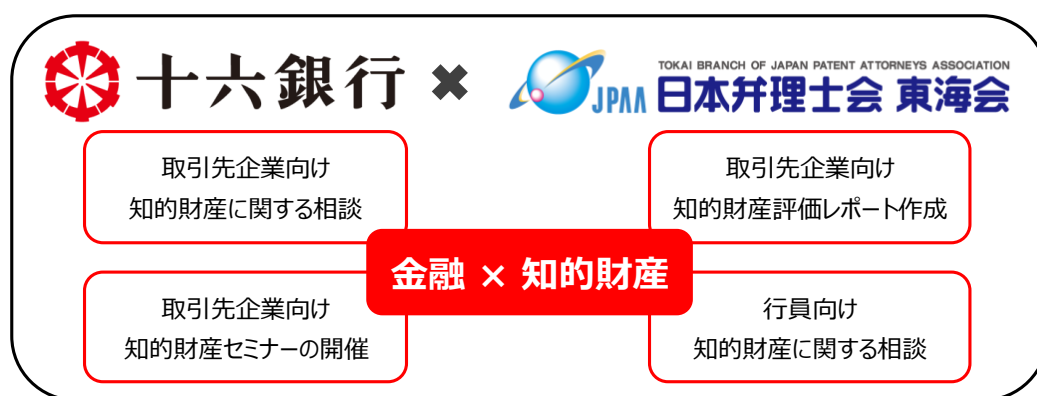 十六銀行 ✖
JPAA
TOKAI BRANCH OF JAPAN PATENT ATTORNEYS ASSOCIATION
日本弁理士会 東海会
取引先企業向け
知的財産に関する相談
取引先企業向け
知的財産評価レポート作成
金融 × 知的財産
取引先企業向け
知的財産セミナーの開催
行員向け
知的財産に関する相談